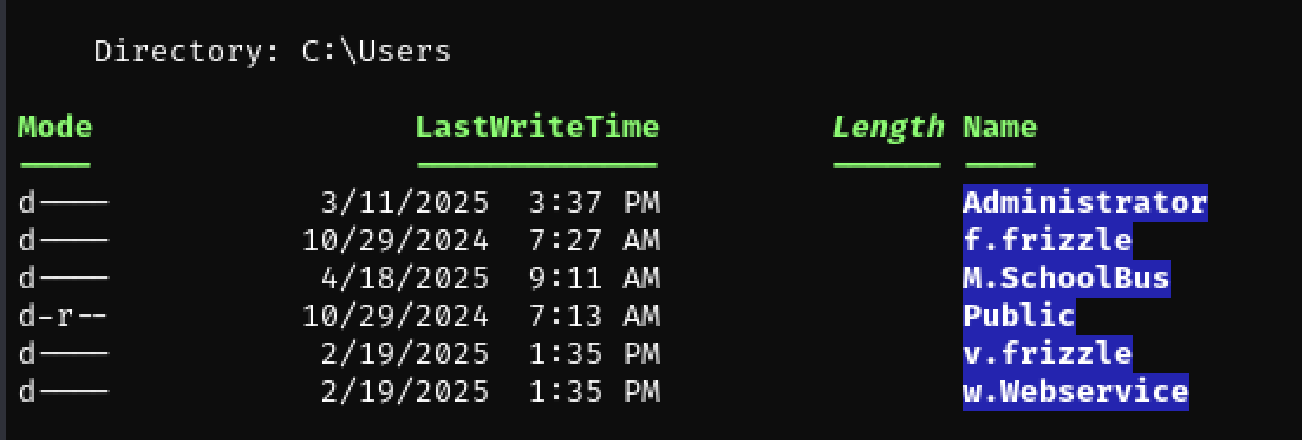 Directory: C:\Users
Mode LastWriteTime Length Name
d---- 3/11/2025 3:37 PM Administrator
d---- 10/29/2024 7:27 AM f.frizzle
d---- 4/18/2025 9:11 AM M.SchoolBus
d-r-- 10/29/2024 7:13 AM Public
d---- 2/19/2025 1:35 PM v.frizzle
d---- 2/19/2025 1:35 PM w.Webservice